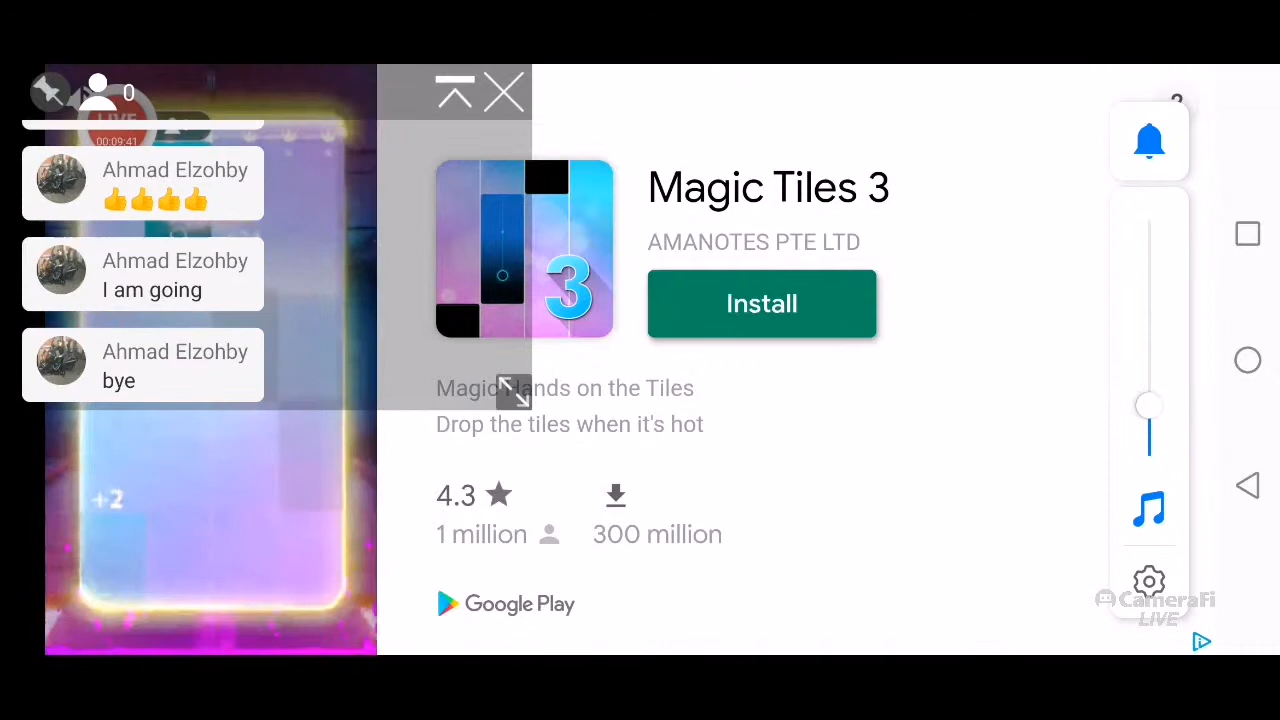 0
LIVE
00:09:41
Ahmad Elzohby
👍👍👍👍
Ahmad Elzohby
I am going
Ahmad Elzohby
bye
+2
3
Magic Tiles 3
AMANOTES PTE LTD
Install
Magic Hands on the Tiles
Drop the tiles when it's hot
4.3
1 million
300 million
Google Play
CameraFi
LIVE